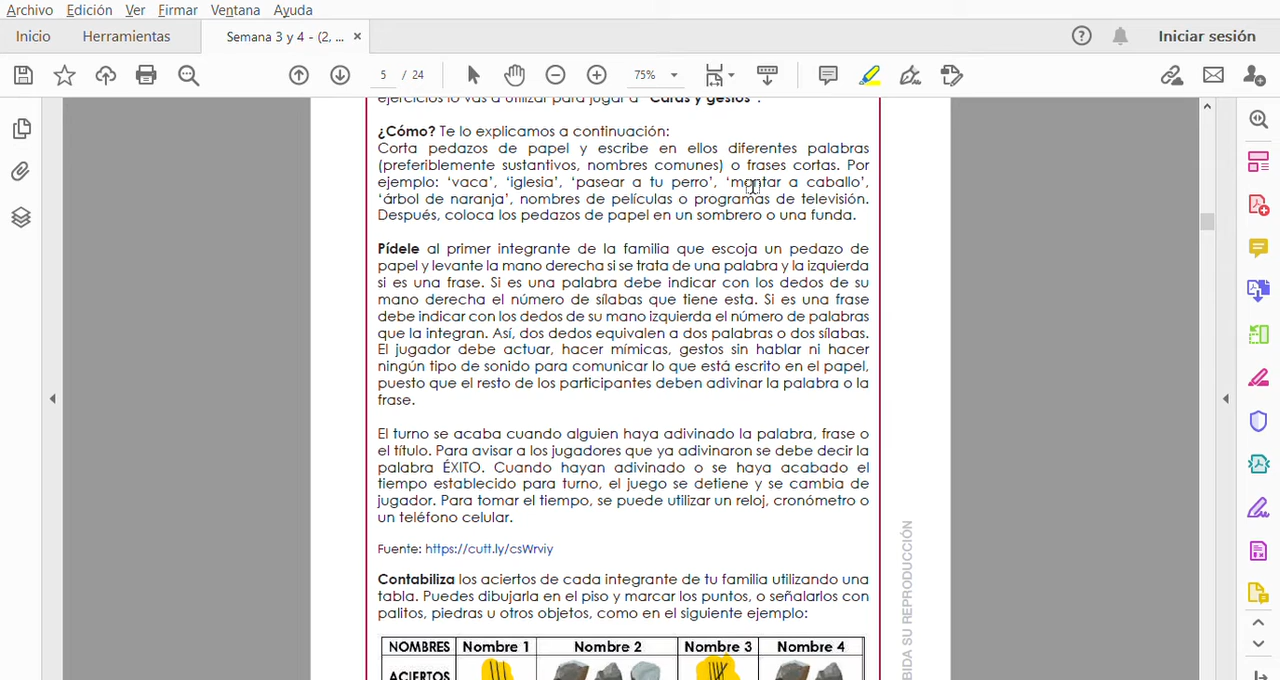 Archivo Edición Ver Firmar Ventana Ayuda
Inicio Herramientas Semana 3 y 4 - (2, ... × Iniciar sesión
5 / 24 75%
ejercicios lo vas a utilizar para jugar a "Caras y gestos".
¿Cómo? Te lo explicamos a continuación:
Corta pedazos de papel y escribe en ellos diferentes palabras
(preferiblemente sustantivos, nombres comunes) o frases cortas. Por
ejemplo: ‘vaca’, ‘iglesia’, ‘pasear a tu perro’, ‘montar a caballo’,
‘árbol de naranja’, nombres de películas o programas de televisión.
Después, coloca los pedazos de papel en un sombrero o una funda.
Pídele al primer integrante de la familia que escoja un pedazo de
papel y levante la mano derecha si se trata de una palabra y la izquierda
si es una frase. Si es una palabra debe indicar con los dedos de su
mano derecha el número de sílabas que tiene esta. Si es una frase
debe indicar con los dedos de su mano izquierda el número de palabras
que la integran. Así, dos dedos equivalen a dos palabras o dos sílabas.
El jugador debe actuar, hacer mímicas, gestos sin hablar ni hacer
ningún tipo de sonido para comunicar lo que está escrito en el papel,
puesto que el resto de los participantes deben adivinar la palabra o la
frase.
El turno se acaba cuando alguien haya adivinado la palabra, frase o
el título. Para avisar a los jugadores que ya adivinaron se debe decir la
palabra ÉXITO. Cuando hayan adivinado o se haya acabado el
tiempo establecido para turno, el juego se detiene y se cambia de
jugador. Para tomar el tiempo, se puede utilizar un reloj, cronómetro o
un teléfono celular.
Fuente: https://cutt.ly/csWrviy
Contabiliza los aciertos de cada integrante de tu familia utilizando una
tabla. Puedes dibujarla en el piso y marcar los puntos, o señalarlos con
palitos, piedras u otros objetos, como en el siguiente ejemplo:
NOMBRES Nombre 1 Nombre 2 Nombre 3 Nombre 4
ACIERTOS
BIDA SU REPRODUCCIÓN